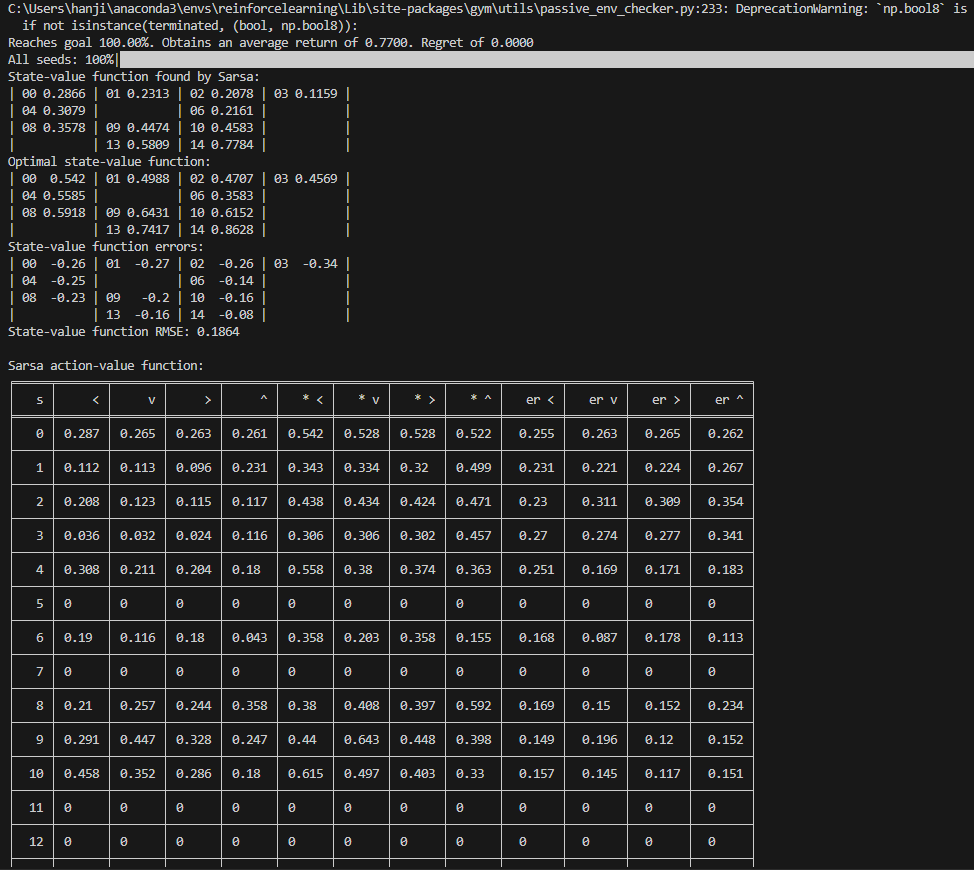 C:\Users\hanji\anaconda3\envs\reinforcelearning\Lib\site-packages\gym\utils\passive_env_checker.py:233: DeprecationWarning: `np.bool8` is
  if not isinstance(terminated, (bool, np.bool8)):
Reaches goal 100.00%. Obtains an average return of 0.7700. Regret of 0.0000
All seeds: 100%|
State-value function found by Sarsa:
| 00 0.2866 | 01 0.2313 | 02 0.2078 | 03 0.1159 |
| 04 0.3079 |           | 06 0.2161 |           |
| 08 0.3578 | 09 0.4474 | 10 0.4583 |           |
|           | 13 0.5809 | 14 0.7784 |           |
Optimal state-value function:
| 00  0.542 | 01 0.4988 | 02 0.4707 | 03 0.4569 |
| 04 0.5585 |           | 06 0.3583 |           |
| 08 0.5918 | 09 0.6431 | 10 0.6152 |           |
|           | 13 0.7417 | 14 0.8628 |           |
State-value function errors:
| 00  -0.26 | 01  -0.27 | 02  -0.26 | 03  -0.34 |
| 04  -0.25 |           | 06  -0.14 |           |
| 08  -0.23 | 09   -0.2 | 10  -0.16 |           |
|           | 13  -0.16 | 14  -0.08 |           |
State-value function RMSE: 0.1864
Sarsa action-value function:
s < v > ^ * < * v * > * ^ er < er v er > er ^
0 0.287 0.265 0.263 0.261 0.542 0.528 0.528 0.522 0.255 0.263 0.265 0.262
1 0.112 0.113 0.096 0.231 0.343 0.334 0.32 0.499 0.231 0.221 0.224 0.267
2 0.208 0.123 0.115 0.117 0.438 0.434 0.424 0.471 0.23 0.311 0.309 0.354
3 0.036 0.032 0.024 0.116 0.306 0.306 0.302 0.457 0.27 0.274 0.277 0.341
4 0.308 0.211 0.204 0.18 0.558 0.38 0.374 0.363 0.251 0.169 0.171 0.183
5 0 0 0 0 0 0 0 0 0 0 0 0
6 0.19 0.116 0.18 0.043 0.358 0.203 0.358 0.155 0.168 0.087 0.178 0.113
7 0 0 0 0 0 0 0 0 0 0 0 0
8 0.21 0.257 0.244 0.358 0.38 0.408 0.397 0.592 0.169 0.15 0.152 0.234
9 0.291 0.447 0.328 0.247 0.44 0.643 0.448 0.398 0.149 0.196 0.12 0.152
10 0.458 0.352 0.286 0.18 0.615 0.497 0.403 0.33 0.157 0.145 0.117 0.151
11 0 0 0 0 0 0 0 0 0 0 0 0
12 0 0 0 0 0 0 0 0 0 0 0 0